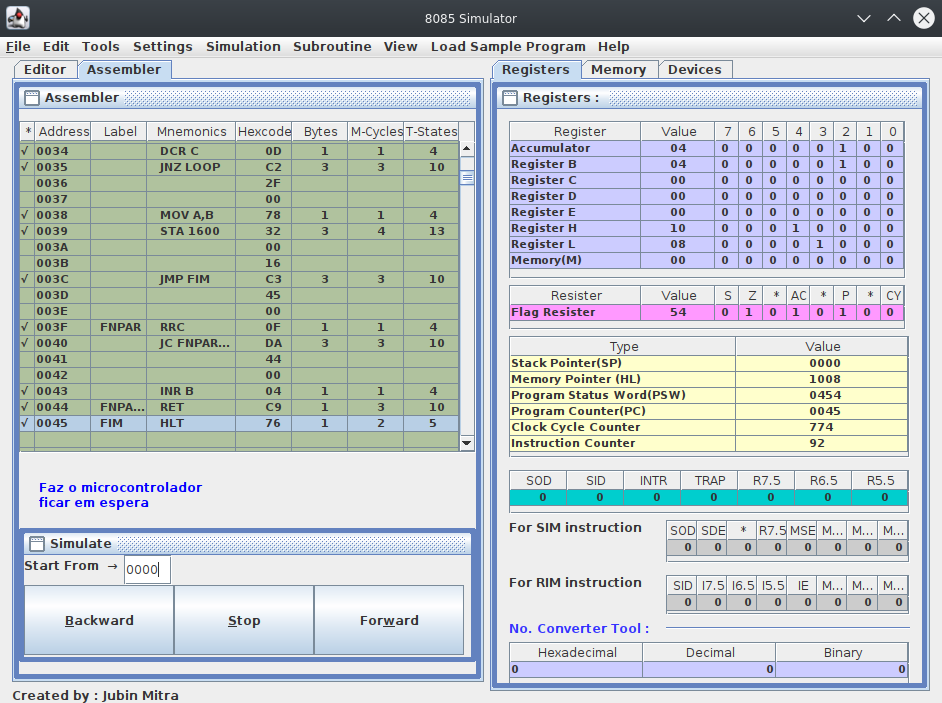 8085 Simulator
File Edit Tools Settings Simulation Subroutine View Load Sample Program Help
Editor Assembler
Assembler
* Address Label Mnemonics Hexcode Bytes M-Cycles T-States
√ 0034 DCR C 0D 1 1 4
√ 0035 JNZ LOOP C2 3 3 10
0036 2F
0037 00
√ 0038 MOV A,B 78 1 1 4
√ 0039 STA 1600 32 3 4 13
003A 00
003B 16
√ 003C JMP FIM C3 3 3 10
003D 45
003E 00
√ 003F FNPAR RRC 0F 1 1 4
√ 0040 JC FNPAR... DA 3 3 10
0041 44
0042 00
√ 0043 INR B 04 1 1 4
√ 0044 FNPA... RET C9 1 3 10
√ 0045 FIM HLT 76 1 2 5
Faz o microcontrolador
ficar em espera
Simulate
Start From → 0000
Backward Stop Forward
Created by : Jubin Mitra
Registers Memory Devices
Registers :
Register Value 7 6 5 4 3 2 1 0
Accumulator 04 0 0 0 0 0 1 0 0
Register B 04 0 0 0 0 0 1 0 0
Register C 00 0 0 0 0 0 0 0 0
Register D 00 0 0 0 0 0 0 0 0
Register E 00 0 0 0 0 0 0 0 0
Register H 10 0 0 0 1 0 0 0 0
Register L 08 0 0 0 0 1 0 0 0
Memory(M) 00 0 0 0 0 0 0 0 0
Resister Value S Z * AC * P * CY
Flag Resister 54 0 1 0 1 0 1 0 0
Type Value
Stack Pointer(SP) 0000
Memory Pointer (HL) 1008
Program Status Word(PSW) 0454
Program Counter(PC) 0045
Clock Cycle Counter 774
Instruction Counter 92
SOD SID INTR TRAP R7.5 R6.5 R5.5
0 0 0 0 0 0 0
For SIM instruction
SOD SDE * R7.5 MSE M... M... M...
0 0 0 0 0 0 0 0
For RIM instruction
SID I7.5 I6.5 I5.5 IE M... M... M...
0 0 0 0 0 0 0 0
No. Converter Tool :
Hexadecimal Decimal Binary
0 0 0